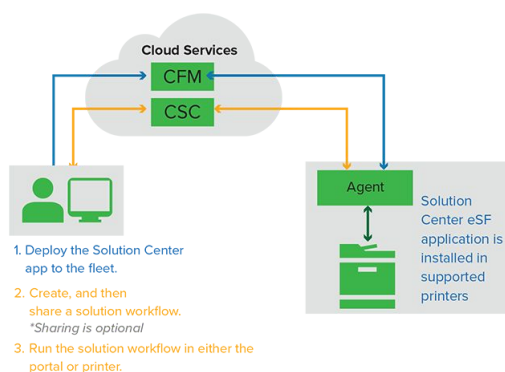 Cloud Services
CFM
CSC
Agent
Solution
Center eSF
application is
installed in
supported
printers
1. Deploy the Solution Center
app to the fleet.
2. Create, and then
share a solution workflow.
*Sharing is optional
3. Run the solution workflow in either the
portal or printer.